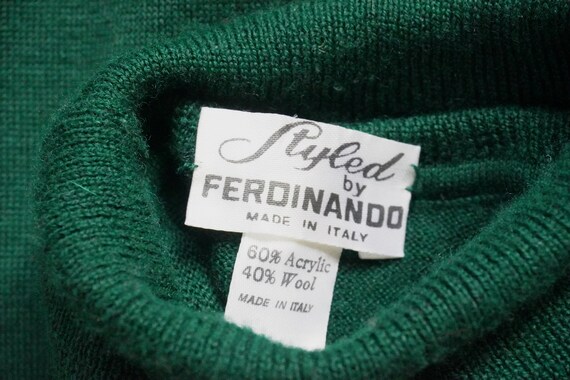 Styled
by
FERDINANDO
MADE IN ITALY
60% Acrylic
40% Wool
MADE IN ITALY